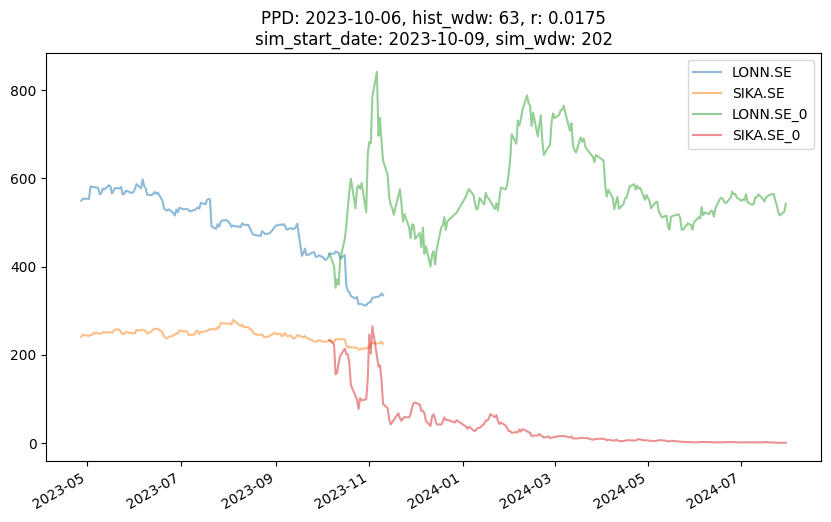 PPD: 2023-10-06, hist_wdw: 63, r: 0.0175
sim_start_date: 2023-10-09, sim_wdw: 202
LONN.SE
SIKA.SE
LONN.SE_0
SIKA.SE_0
800
600
400
200
0
2023-05
2023-07
2023-09
2023-11
2024-01
2024-03
2024-05
2024-07